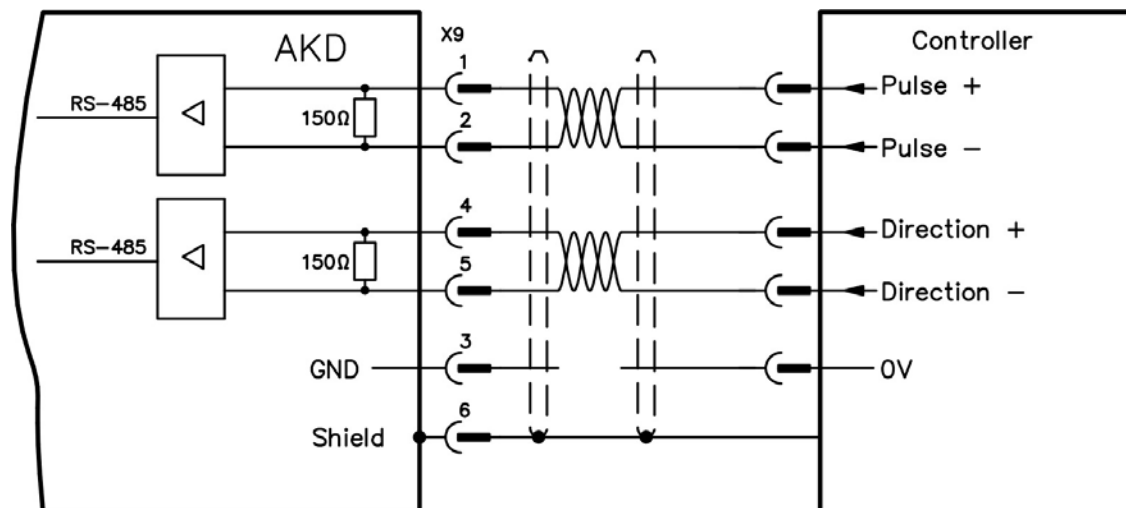 AKD
X9
Controller
1
Pulse +
RS-485
150Ω
2
Pulse −
4
Direction +
RS-485
150Ω
5
Direction −
3
GND
0V
6
Shield